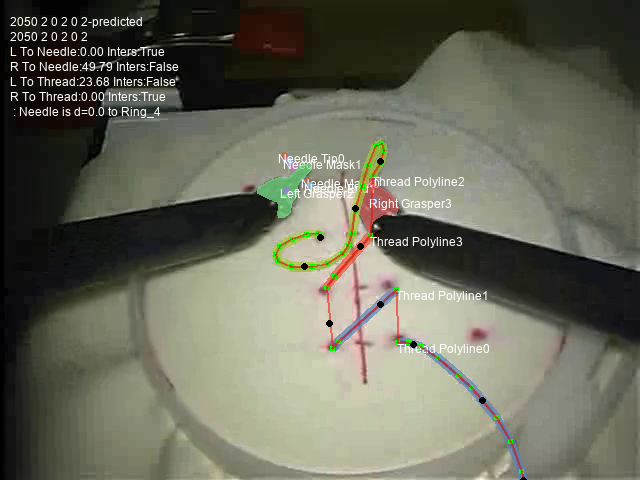 2050 2 0 2 0 2-predicted
2050 2 0 2 0 2
L To Needle:0.00 Inters:True
R To Needle:49.79 Inters:False
L To Thread:23.68 Inters:False
R To Thread:0.00 Inters:True
: Needle is d=0.0 to Ring_4
Needle Tip0
Needle Mask1
Thread Polyline2
Left Grasper2
Right Grasper3
Thread Polyline3
Thread Polyline1
Thread Polyline0